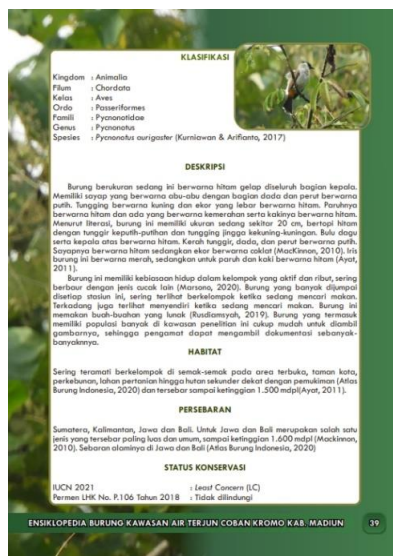 KLASIFIKASI
Kingdom : Animalia
Filum : Chordata
Kelas : Aves
Ordo : Passeriformes
Famili : Pycnonotidae
Genus : Pycnonotus
Spesies : Pycnonotus aurigaster (Kurniawan & Arifianto, 2017)
DESKRIPSI
Burung berukuran sedang ini berwarna hitam gelap diseluruh bagian kepala.
Memiliki sayap yang berwarna abu-abu dengan bagian dada dan perut berwarna
putih. Tungging berwarna kuning dan ekor yang lebar berwarna hitam. Paruhnya
berwarna hitam dan ada yang berwarna kemerahan serta kakinya berwarna hitam.
Menurut literasi, burung ini memiliki ukuran sedang sekitor 20 cm, bertopi hitam
dengan tunggir keputih-putihan dan tungging jingga kekuning-kuningan. Bulu dagu
serta kepala atas berwarna hitam. Kerah tunggir, dada, dan perut berwarna putih.
Sayapnya berwarna hitam sedangkan ekor berwarna coklat (MacKinnon, 2010). Iris
burung ini berwarna merah, sedangkan untuk paruh dan kaki berwarna hitam (Ayat,
2011).
Burung ini memiliki kebiasaan hidup dalam kelompok yang aktif dan ribut, sering
berbaur dengan jenis cucak lain (Marsono, 2020). Burung yang banyak dijumpai
disetiap stasiun ini, sering terlihat berkelompok ketika sedang mencari makan.
Terkadang juga terlihat menyendiri ketika sedang mencari makan. Burung ini
memakan buah-buahan yang lunak (Rusdiamsyah, 2019). Burung yang termasuk
memiliki populasi banyak di kawasan penelitian ini cukup mudah untuk diambil
gambarnya, sehingga pengamat dapat mengambil dokumentasi sebanyak-
banyaknnya.
HABITAT
Sering teramati berkelompok di semak-semak pada area terbuka, taman kota,
perkebunan, lahan pertanian hingga hutan sekunder dekat dengan pemukiman (Atlas
Burung Indonesia, 2020) dan tersebar sampai ketinggian 1.500 mdpl(Ayat, 2011).
PERSEBARAN
Sumatera, Kalimantan, Jawa dan Bali. Untuk Jawa dan Bali merupakan salah satu
jenis yang tersebar paling luas dan umum, sampai ketinggian 1.600 mdpl (Mackinnon,
2010). Sebaran alaminya di Jawa dan Bali (Atlas Burung Indonesia, 2020)
STATUS KONSERVASI
IUCN 2021 : Least Concern (LC)
Permen LHK No. P.106 Tahun 2018 : Tidak dilindungi
ENSIKLOPEDIA BURUNG KAWASAN AIR TERJUN COBAN KROMO KAB. MADIUN 39